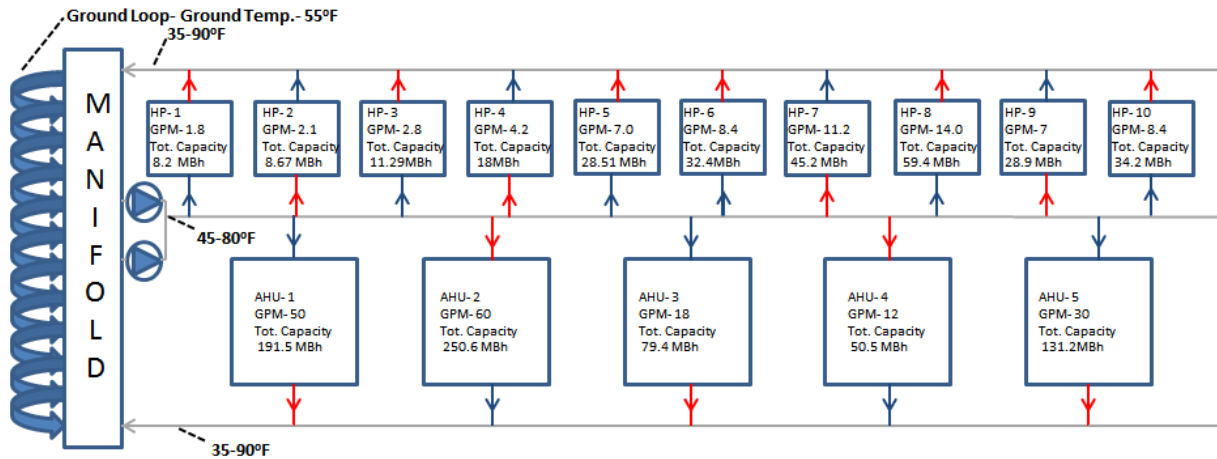 Ground Loop- Ground Temp.- 55ºF
35-90ºF
MANIFOLD
HP- 1
GPM- 1.8
Tot. Capacity
8.2 MBh
HP- 2
GPM- 2.1
Tot. Capacity
8.67 MBh
HP- 3
GPM- 2.8
Tot. Capacity
11.29MBh
HP- 4
GPM- 4.2
Tot. Capacity
18MBh
HP- 5
GPM- 7.0
Tot. Capacity
28.51 MBh
HP- 6
GPM- 8.4
Tot. Capacity
32.4MBh
HP- 7
GPM- 11.2
Tot. Capacity
45.2 MBh
HP- 8
GPM- 14.0
Tot. Capacity
59.4 MBh
HP- 9
GPM- 7
Tot. Capacity
28.9 MBh
HP- 10
GPM- 8.4
Tot. Capacity
34.2 MBh
45-80ºF
AHU- 1
GPM- 50
Tot. Capacity
191.5 MBh
AHU- 2
GPM- 60
Tot. Capacity
250.6 MBh
AHU- 3
GPM- 18
Tot. Capacity
79.4 MBh
AHU- 4
GPM- 12
Tot. Capacity
50.5 MBh
AHU- 5
GPM- 30
Tot. Capacity
131.2MBh
35-90ºF